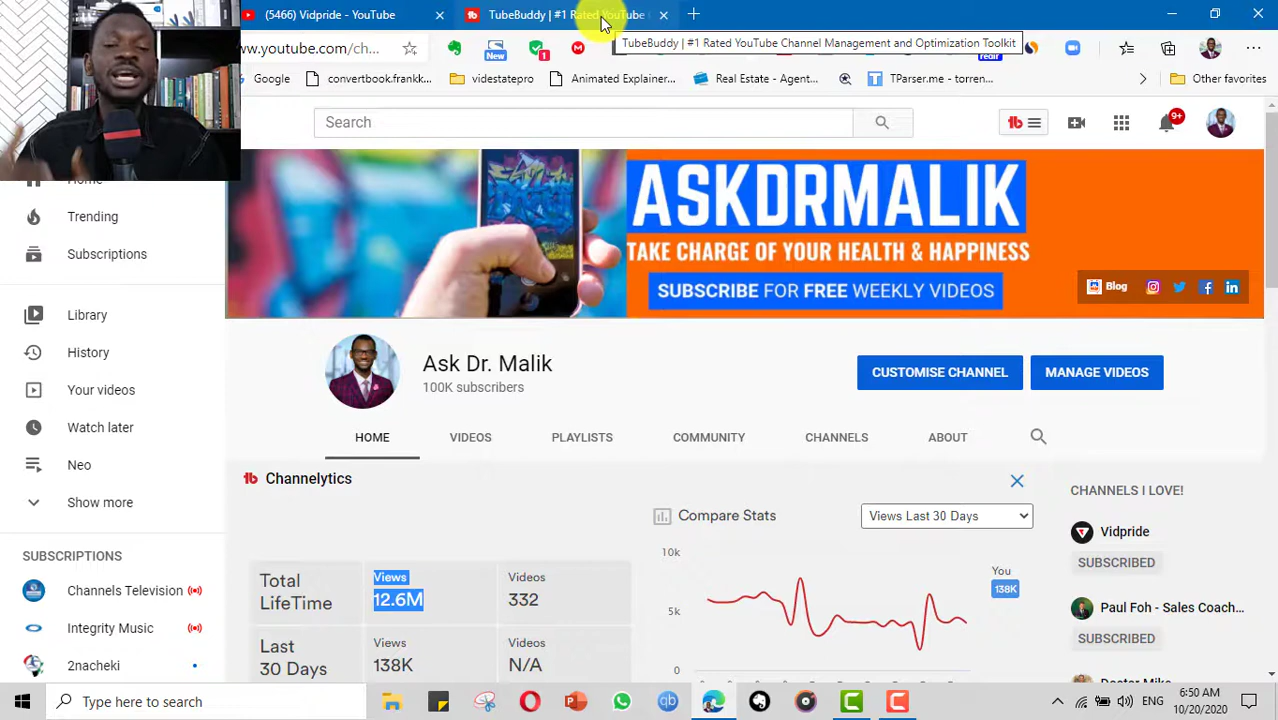 (5466) Vidpride - YouTube
TubeBuddy | #1 Rated YouTube
TubeBuddy | #1 Rated YouTube Channel Management and Optimization Toolkit
www.youtube.com/c
New
1
Google
convertbook.frankk...
videstatepro
Animated Explainer...
Real Estate - Agent...
TParser.me - torren...
Other favorites
Search
tb
9+
Home
Trending
Subscriptions
Library
History
Your videos
Watch later
Neo
Show more
SUBSCRIPTIONS
Channels Television
Integrity Music
2nacheki
ASKDRMALIK
TAKE CHARGE OF YOUR HEALTH & HAPPINESS
SUBSCRIBE FOR FREE WEEKLY VIDEOS
Blog
Ask Dr. Malik
100K subscribers
CUSTOMISE CHANNEL
MANAGE VIDEOS
HOME
VIDEOS
PLAYLISTS
COMMUNITY
CHANNELS
ABOUT
tb Channelytics
Compare Stats
Views Last 30 Days
Total LifeTime
Views
12.6M
Videos
332
Last
30 Days
Views
138K
Videos
N/A
10k
5k
0
You
138K
CHANNELS I LOVE!
Vidpride
SUBSCRIBED
Paul Foh - Sales Coach...
SUBSCRIBED
Type here to search
ENG
6:50 AM
10/20/2020